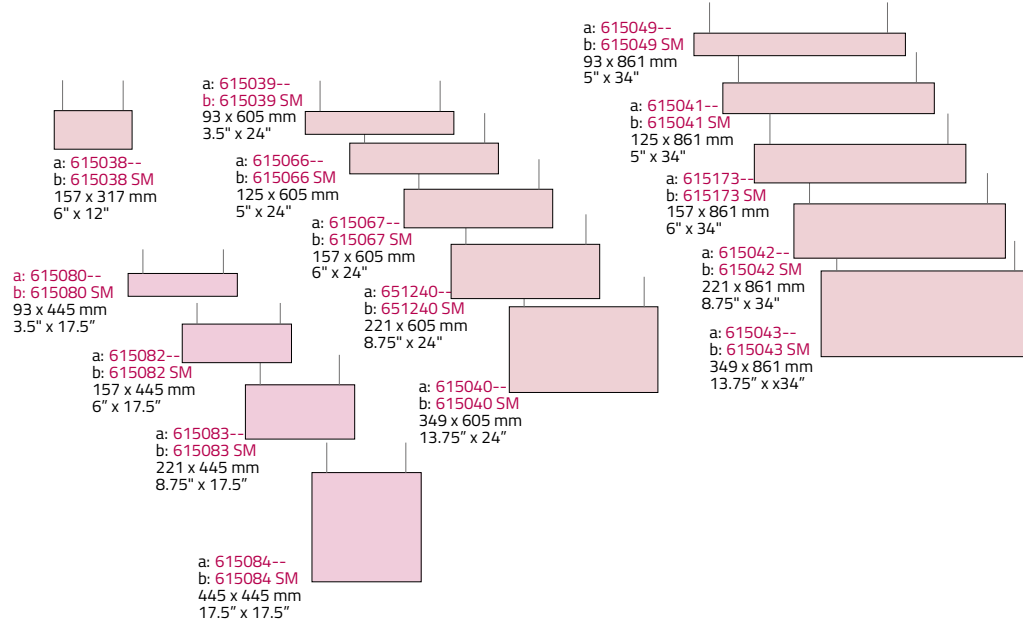 a: 615038--
b: 615038 SM
157 x 317 mm
6" x 12"
a: 615080--
b: 615080 SM
93 x 445 mm
3.5" x 17.5”
a: 615082--
b: 615082 SM
157 x 445 mm
6” x 17.5”
a: 615083--
b: 615083 SM
221 x 445 mm
8.75" x 17.5”
a: 615084--
b: 615084 SM
445 x 445 mm
17.5” x 17.5”
a: 615039--
b: 615039 SM
93 x 605 mm
3.5" x 24"
a: 615066--
b: 615066 SM
125 x 605 mm
5" x 24"
a: 615067--
b: 615067 SM
157 x 605 mm
6" x 24"
a: 651240--
b: 651240 SM
221 x 605 mm
8.75" x 24"
a: 615040--
b: 615040 SM
349 x 605 mm
13.75” x 24”
a: 615049--
b: 615049 SM
93 x 861 mm
5" x 34"
a: 615041--
b: 615041 SM
125 x 861 mm
5" x 34"
a: 615173--
b: 615173 SM
157 x 861 mm
6" x 34"
a: 615042--
b: 615042 SM
221 x 861 mm
8.75" x 34"
a: 615043--
b: 615043 SM
349 x 861 mm
13.75” x x34”